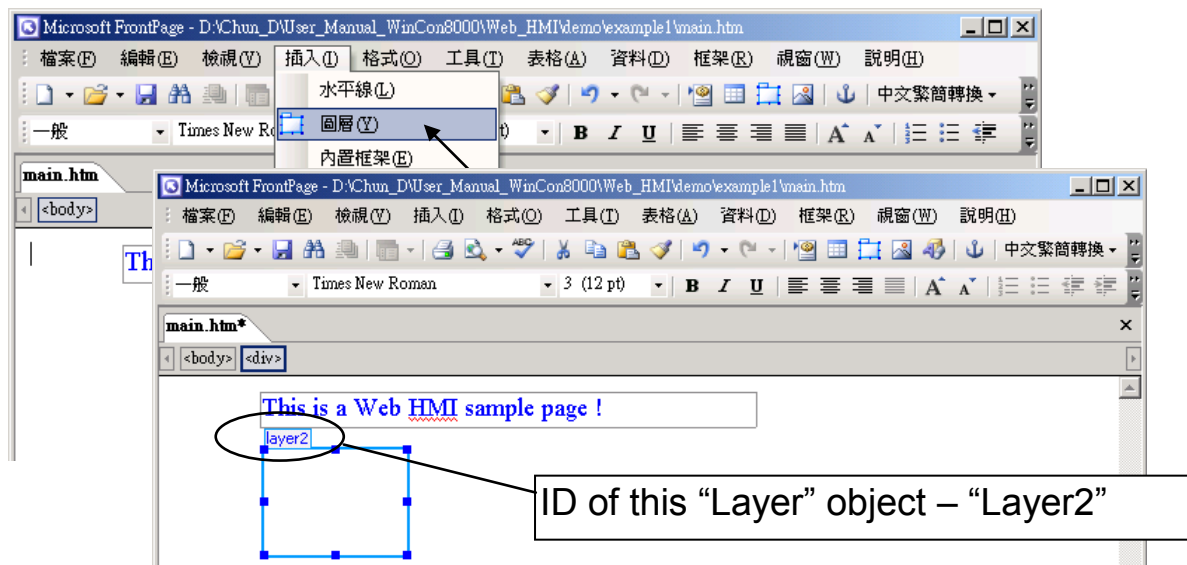 Microsoft FrontPage - D:\Chun_D\User_Manual_WinCon8000\Web_HMI\demo\example1\main.htm
檔案(F) 編輯(E) 檢視(V) 插入(I) 格式(O) 工具(T) 表格(A) 資料(D) 框架(R) 視窗(W) 說明(H)
水平線(L)
中文繁簡轉換
一般 Times New
圖層(Y)
B I U A A
內置框架(E)
main.htm
<body>
Microsoft FrontPage - D:\Chun_D\User_Manual_WinCon8000\Web_HMI\demo\example1\main.htm
檔案(F) 編輯(E) 檢視(V) 插入(I) 格式(O) 工具(T) 表格(A) 資料(D) 框架(R) 視窗(W) 說明(H)
ABC 中文繁簡轉換
一般 Times New Roman 3 (12 pt) B I U A A
main.htm*
<body> <div>
This is a Web HMI sample page !
layer2
ID of this “Layer” object – “Layer2”